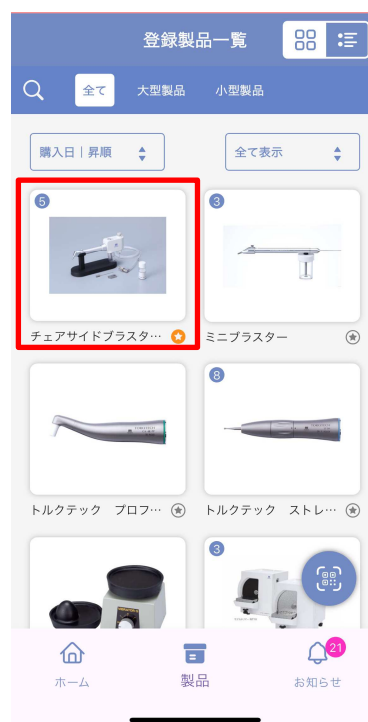 登録製品一覧
全て
大型製品
小型製品
購入日｜昇順
全て表示
5
3
チェアサイドブラスタ…
ミニブラスター
8
トルクテック　プロフ…
トルクテック　ストレ…
3
21
ホーム
製品
お知らせ